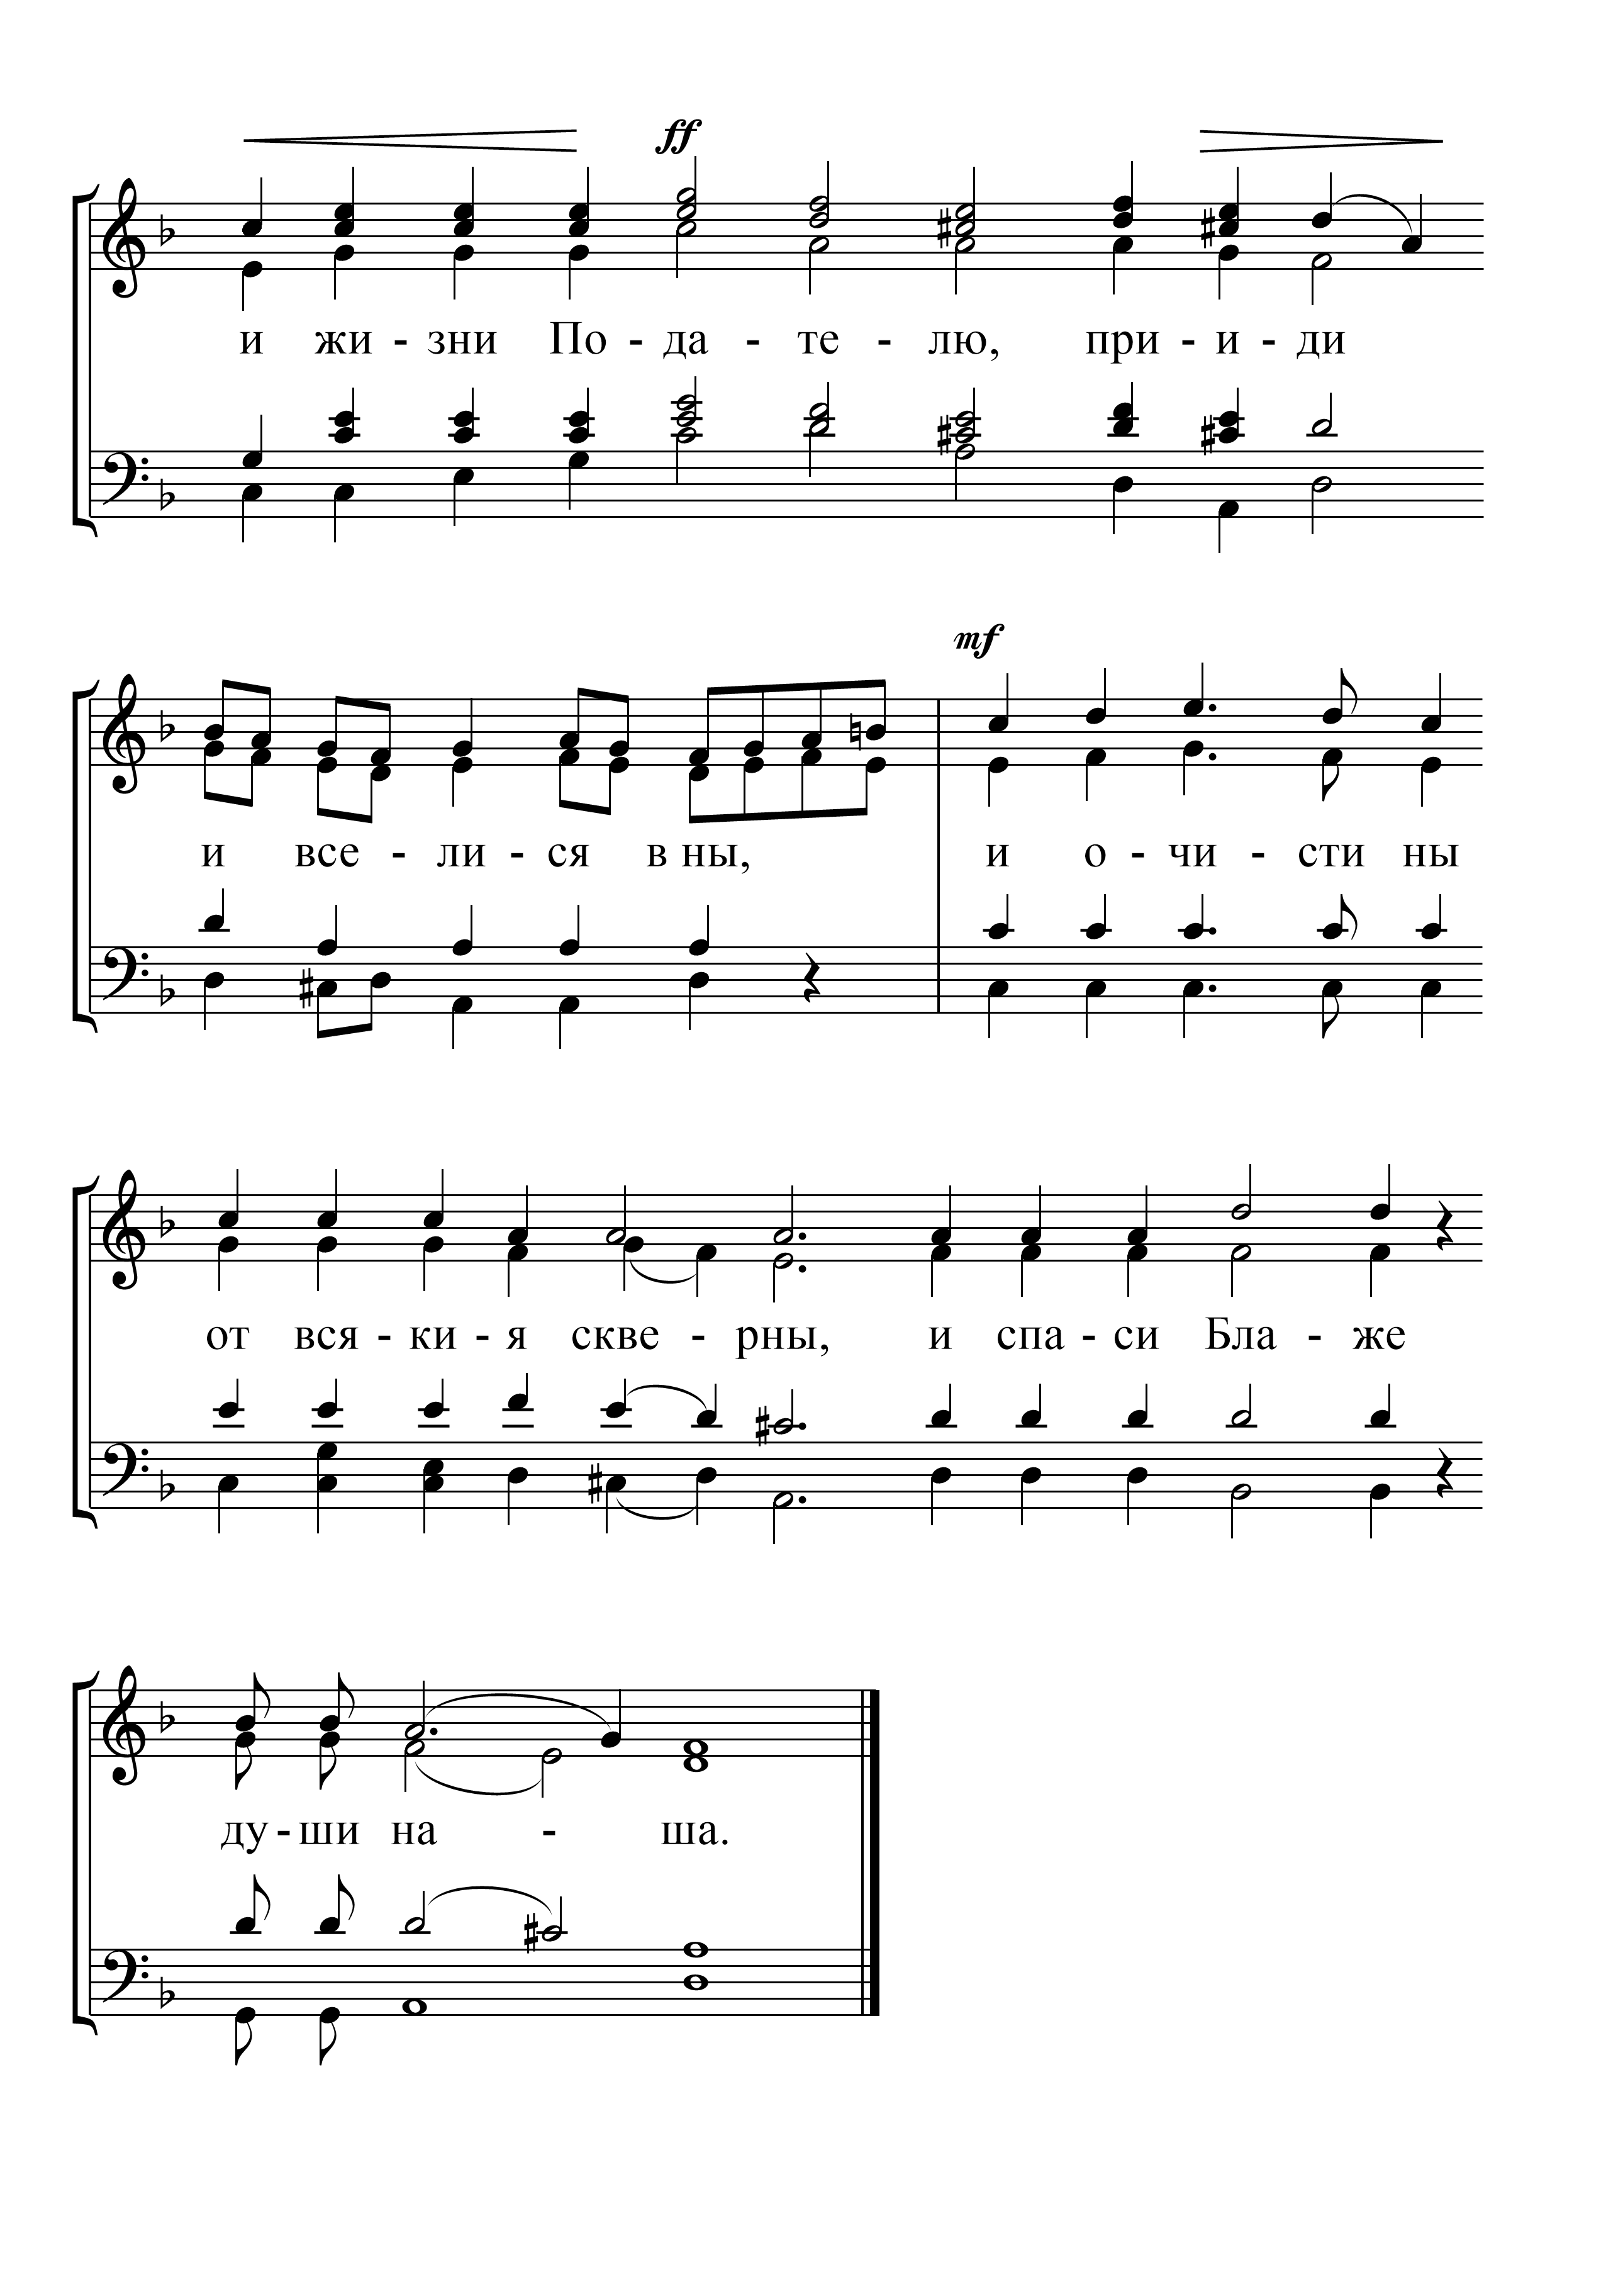 ff
и жи - зни По - да - те - лю, при - и - ди
mf
и все - ли - ся в ны, и о - чи - сти ны
от вся - ки - я скве - рны, и спа - си Бла - же
ду - ши на - ша.